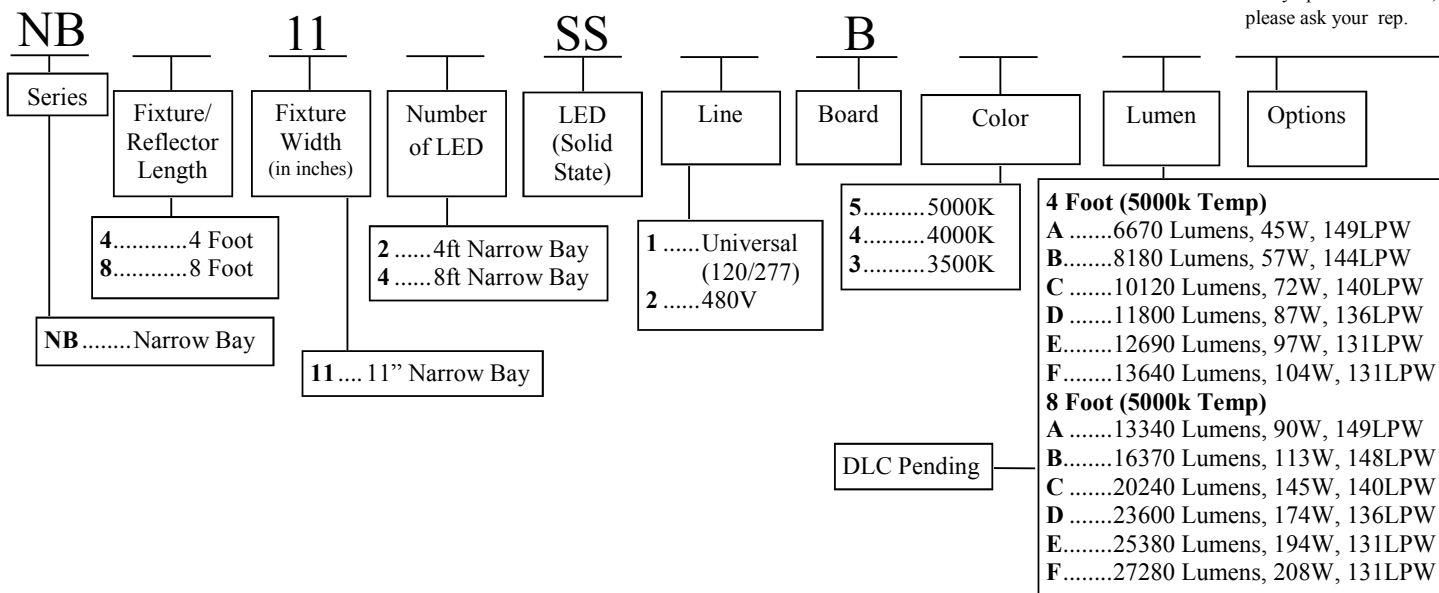 please ask your rep.
NB 11 SS B
Series
Fixture/
Reflector
Length
Fixture
Width
(in inches)
Number
of LED
LED
(Solid
State)
Line
Board
Color
Lumen
Options
4............4 Foot
8............8 Foot
NB ........Narrow Bay
11 .... 11” Narrow Bay
2 ......4ft Narrow Bay
4 ......8ft Narrow Bay
1 ......Universal
(120/277)
2 ......480V
5..........5000K
4..........4000K
3..........3500K
DLC Pending
4 Foot (5000k Temp)
A .......6670 Lumens, 45W, 149LPW
B........8180 Lumens, 57W, 144LPW
C .......10120 Lumens, 72W, 140LPW
D .......11800 Lumens, 87W, 136LPW
E........12690 Lumens, 97W, 131LPW
F........13640 Lumens, 104W, 131LPW
8 Foot (5000k Temp)
A .......13340 Lumens, 90W, 149LPW
B........16370 Lumens, 113W, 148LPW
C .......20240 Lumens, 145W, 140LPW
D .......23600 Lumens, 174W, 136LPW
E........25380 Lumens, 194W, 131LPW
F........27280 Lumens, 208W, 131LPW